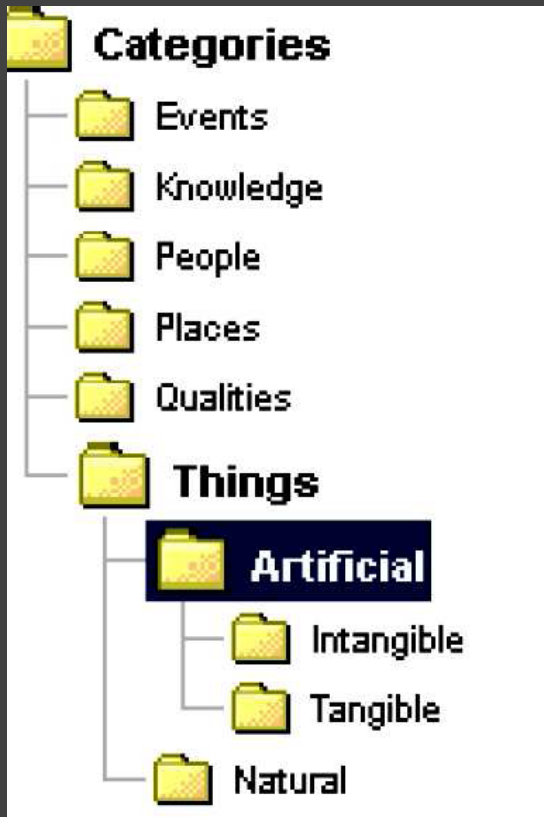 Categories
Events
Knowledge
People
Places
Qualities
Things
Artificial
Intangible
Tangible
Natural